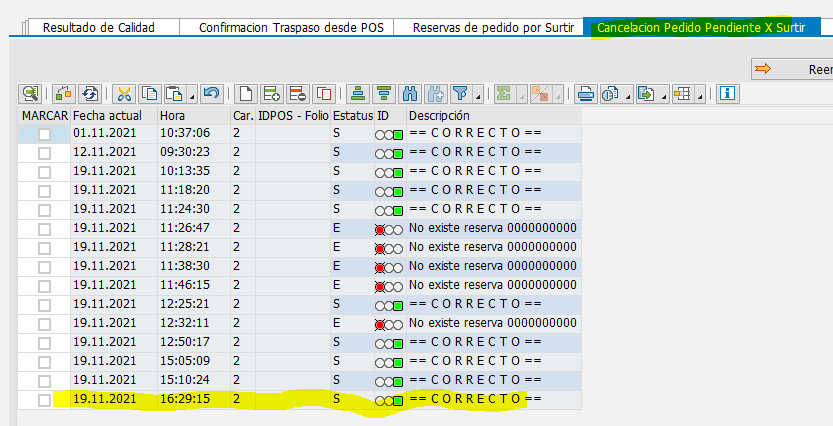 Resultado de Calidad Confirmacion Traspaso desde POS Reservas de pedido por Surtir Cancelacion Pedido Pendiente X Surtir
Reen
MARCAR Fecha actual Hora Car. IDPOS - Folio Estatus ID Descripción
01.11.2021 10:37:06 2 S == C O R R E C T O ==
12.11.2021 09:30:23 2 S == C O R R E C T O ==
19.11.2021 10:13:35 2 S == C O R R E C T O ==
19.11.2021 11:18:20 2 S == C O R R E C T O ==
19.11.2021 11:24:30 2 S == C O R R E C T O ==
19.11.2021 11:26:47 2 E No existe reserva 0000000000
19.11.2021 11:28:21 2 E No existe reserva 0000000000
19.11.2021 11:38:30 2 E No existe reserva 0000000000
19.11.2021 11:46:15 2 E No existe reserva 0000000000
19.11.2021 12:25:21 2 S == C O R R E C T O ==
19.11.2021 12:32:11 2 E No existe reserva 0000000000
19.11.2021 12:50:17 2 S == C O R R E C T O ==
19.11.2021 15:05:09 2 S == C O R R E C T O ==
19.11.2021 15:10:24 2 S == C O R R E C T O ==
19.11.2021 16:29:15 2 S == C O R R E C T O ==